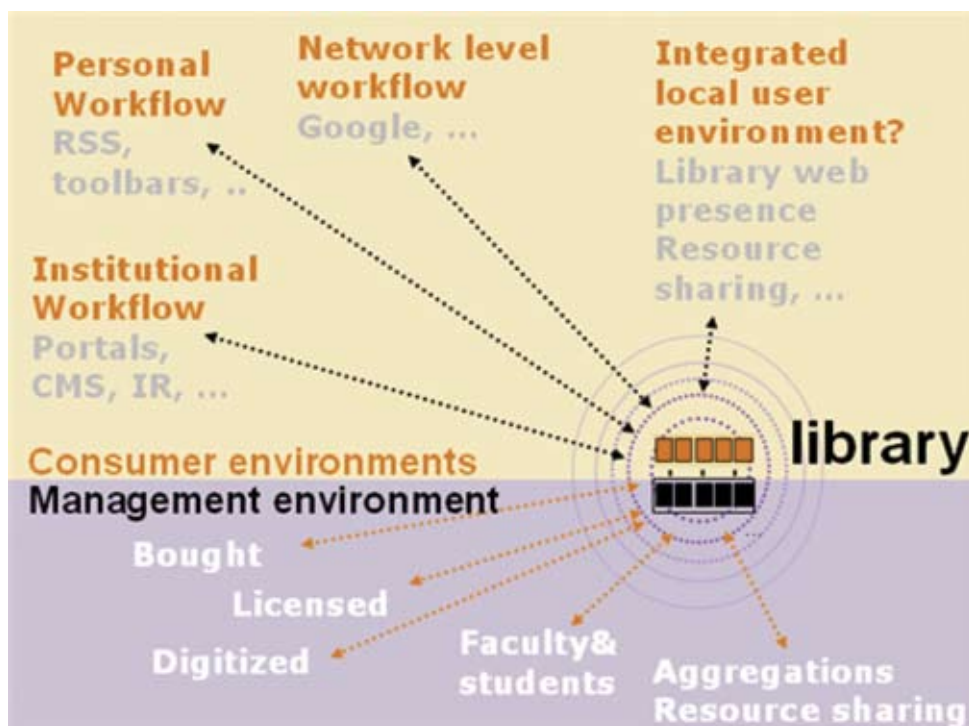 Personal
Workflow
RSS,
toolbars, ..
Network level
workflow
Google, ...
Integrated
local user
environment?
Library web
presence
Resource
sharing, ...
Institutional
Workflow
Portals,
CMS, IR, ...
library
Consumer environments
Management environment
Bought
Licensed
Digitized
Faculty&
students
...
Aggregations
Resource sharing